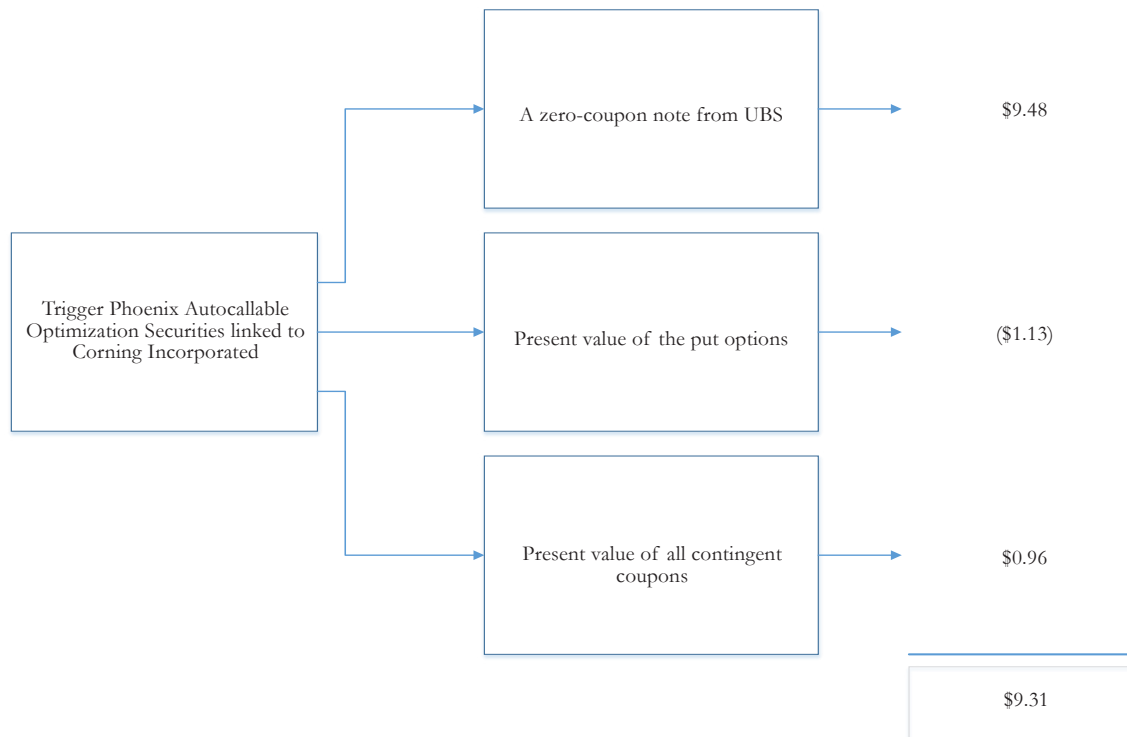 A zero-coupon note from UBS
$9.48
Trigger Phoenix Autocallable
Optimization Securities linked to
Corning Incorporated
Present value of the put options
($1.13)
Present value of all contingent
coupons
$0.96
$9.31